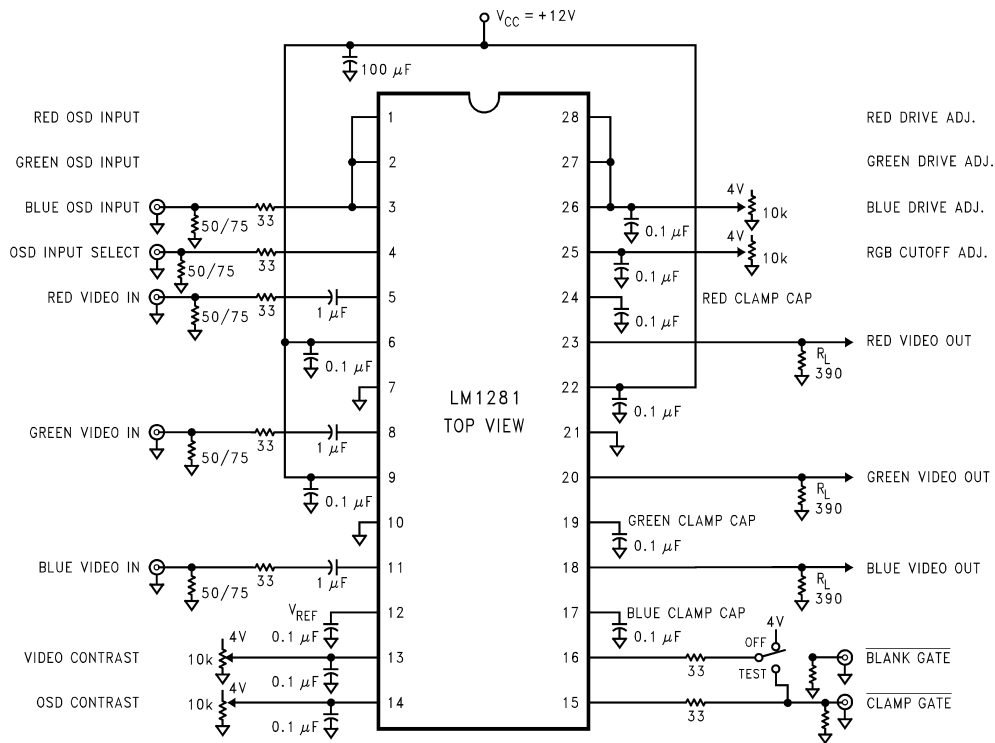 V_CC = +12V
100 μF
RED OSD INPUT
1
28
RED DRIVE ADJ.
GREEN OSD INPUT
2
27
GREEN DRIVE ADJ.
BLUE OSD INPUT
50/75
33
3
26
0.1 μF
4V
10k
BLUE DRIVE ADJ.
OSD INPUT SELECT
50/75
33
4
25
0.1 μF
4V
10k
RGB CUTOFF ADJ.
RED VIDEO IN
50/75
33
1 μF
5
24
0.1 μF
RED CLAMP CAP
0.1 μF
6
23
R_L
390
RED VIDEO OUT
7
LM1281
TOP VIEW
22
0.1 μF
GREEN VIDEO IN
50/75
33
1 μF
8
21
0.1 μF
9
20
R_L
390
GREEN VIDEO OUT
10
19
GREEN CLAMP CAP
0.1 μF
BLUE VIDEO IN
50/75
33
1 μF
11
18
R_L
390
BLUE VIDEO OUT
V_REF
0.1 μF
12
17
BLUE CLAMP CAP
0.1 μF
VIDEO CONTRAST
10k
4V
0.1 μF
13
16
33
OFF
4V
TEST
BLANK GATE
OSD CONTRAST
10k
4V
0.1 μF
14
15
33
CLAMP GATE